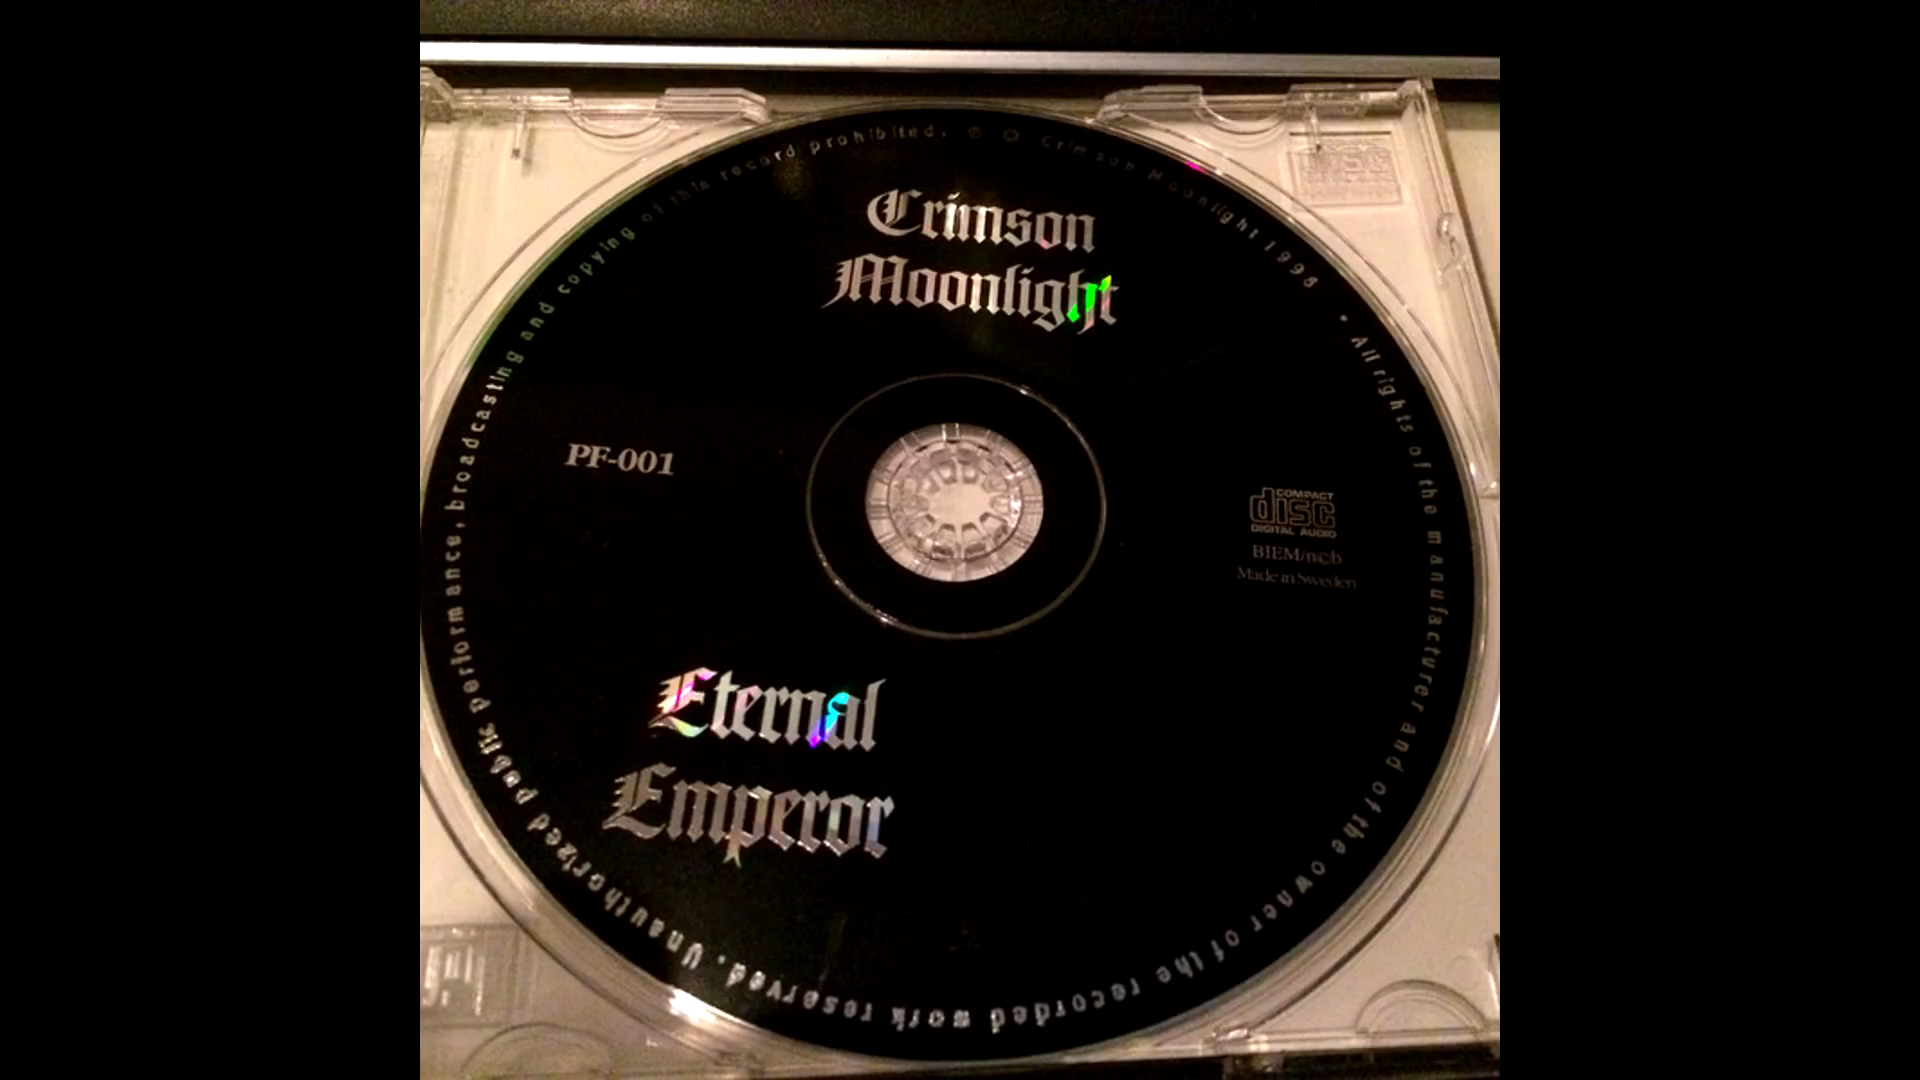 Crimson
Moonlight
PF-001
COMPACT
disc
DIGITAL AUDIO
BIEM/ncb
Made in Sweden
Eternal
Emperor
• All rights of the manufacturer and of the owner of the recorded work reserved. Unauthorized public performance, broadcasting and copying of this record prohibited. ℗ © Crimson Moonlight 1998